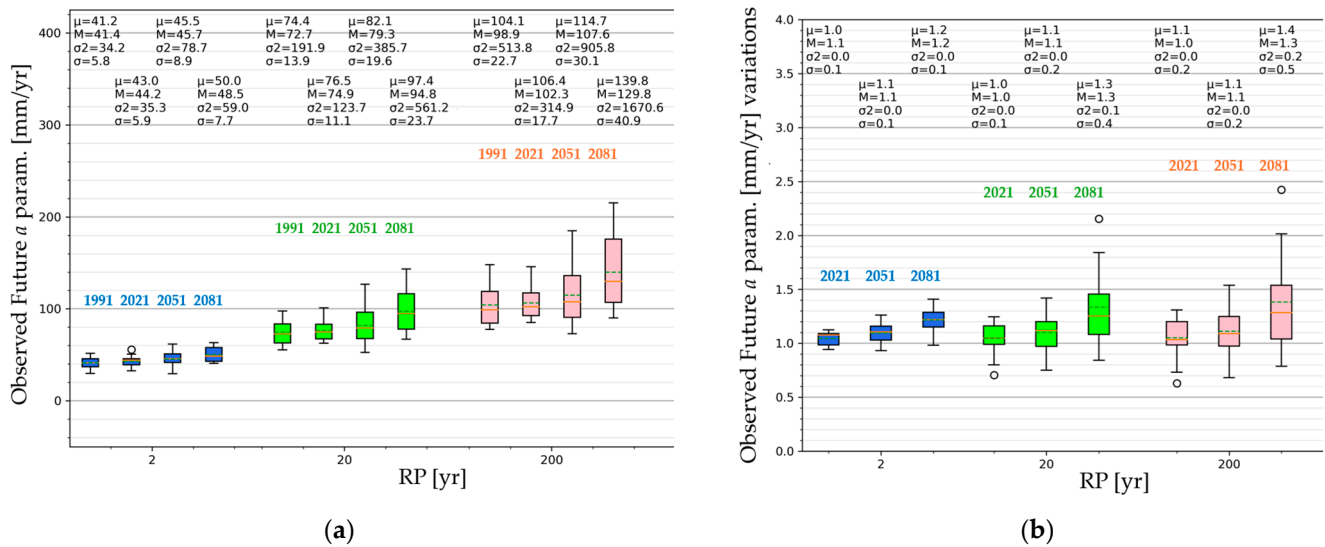 μ=41.2 μ=45.5 μ=74.4 μ=82.1 μ=104.1 μ=114.7
M=41.4 M=45.7 M=72.7 M=79.3 M=98.9 M=107.6
σ2=34.2 σ2=78.7 σ2=191.9 σ2=385.7 σ2=513.8 σ2=905.8
σ=5.8 σ=8.9 σ=13.9 σ=19.6 σ=22.7 σ=30.1
μ=43.0 μ=50.0 μ=76.5 μ=97.4 μ=106.4 μ=139.8
M=44.2 M=48.5 M=74.9 M=94.8 M=102.3 M=129.8
σ2=35.3 σ2=59.0 σ2=123.7 σ2=561.2 σ2=314.9 σ2=1670.6
σ=5.9 σ=7.7 σ=11.1 σ=23.7 σ=17.7 σ=40.9
1991 2021 2051 2081
1991 2021 2051 2081
1991 2021 2051 2081
400
300
200
100
0
Observed Future a param. [mm/yr]
2 20 200
RP [yr]
(a)
μ=1.0 μ=1.2 μ=1.1 μ=1.1 μ=1.4
M=1.1 M=1.2 M=1.1 M=1.0 M=1.3
σ2=0.0 σ2=0.0 σ2=0.0 σ2=0.0 σ2=0.2
σ=0.1 σ=0.1 σ=0.2 σ=0.2 σ=0.5
μ=1.1 μ=1.0 μ=1.3 μ=1.1
M=1.1 M=1.0 M=1.3 M=1.1
σ2=0.0 σ2=0.0 σ2=0.1 σ2=0.0
σ=0.1 σ=0.1 σ=0.4 σ=0.2
2021 2051 2081
2021 2051 2081
2021 2051 2081
4.0
3.5
3.0
2.5
2.0
1.5
1.0
0.5
0.0
Observed Future a param. [mm/yr] variations
2 20 200
RP [yr]
(b)